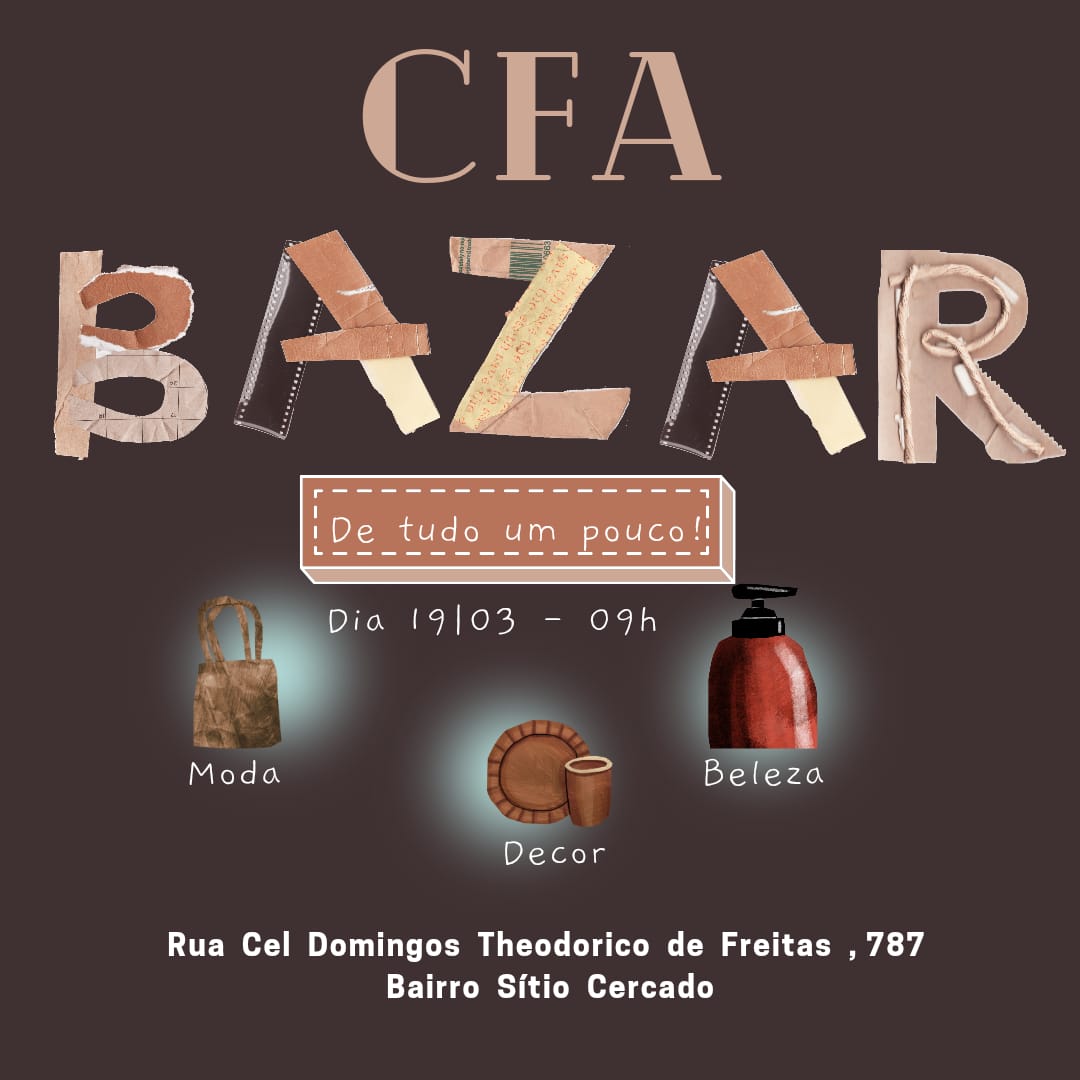 CFA
BAZAR
De tudo um pouco!
Dia 19|03 - 09h
Moda
Beleza
Decor
Rua Cel Domingos Theodorico de Freitas , 787
Bairro Sítio Cercado